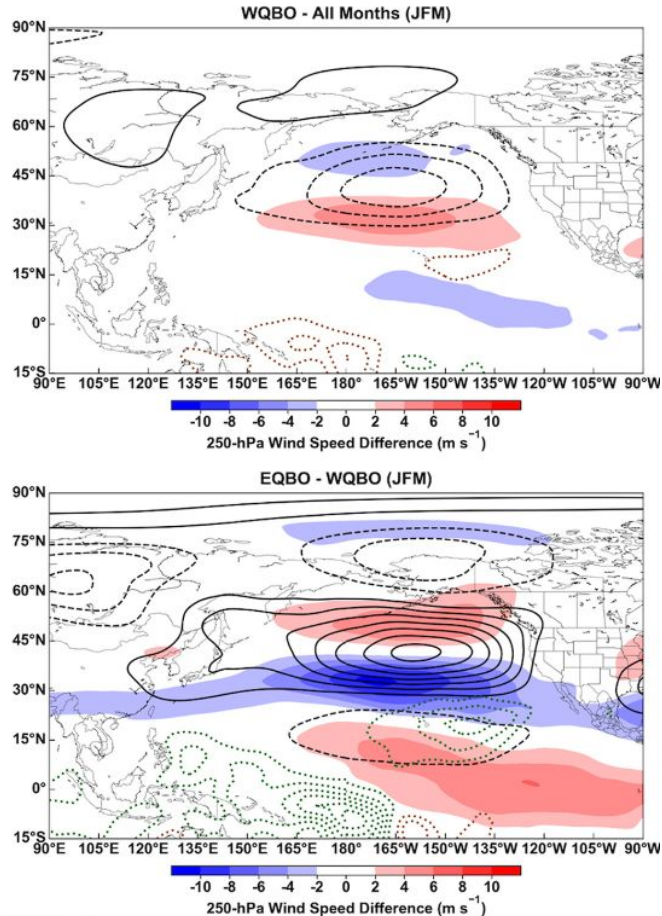 WQBO - All Months (JFM)
90°N
75°N
60°N
45°N
30°N
15°N
0°
15°S
90°E 105°E 120°E 135°E 150°E 165°E 180° 165°W 150°W 135°W 120°W 105°W 90°W
-10 -8 -6 -4 -2 0 2 4 6 8 10
250-hPa Wind Speed Difference (m s⁻¹)
EQBO - WQBO (JFM)
90°N
75°N
60°N
45°N
30°N
15°N
0°
15°S
90°E 105°E 120°E 135°E 150°E 165°E 180° 165°W 150°W 135°W 120°W 105°W 90°W
-10 -8 -6 -4 -2 0 2 4 6 8 10
250-hPa Wind Speed Difference (m s⁻¹)